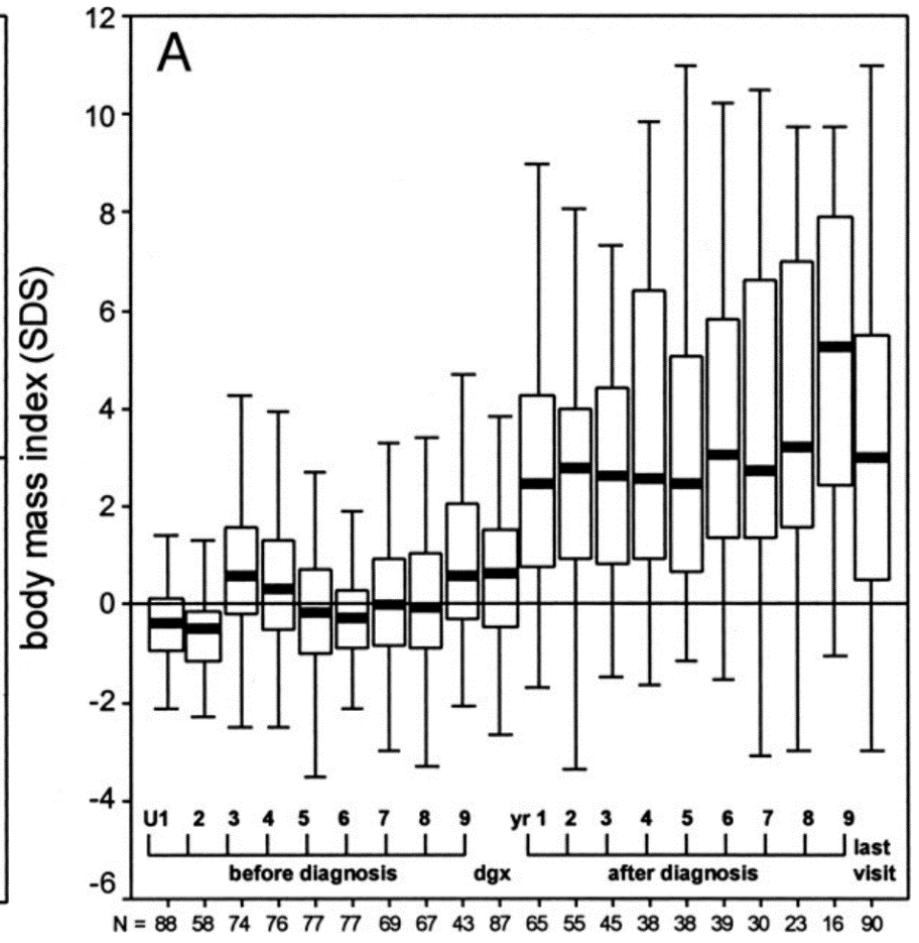 A
body mass index (SDS)
12
10
8
6
4
2
0
-2
-4
-6
U1 2 3 4 5 6 7 8 9 yr 1 2 3 4 5 6 7 8 9
last
before diagnosis dgx after diagnosis visit
N = 88 58 74 76 77 77 69 67 43 87 65 55 45 38 38 39 30 23 16 90